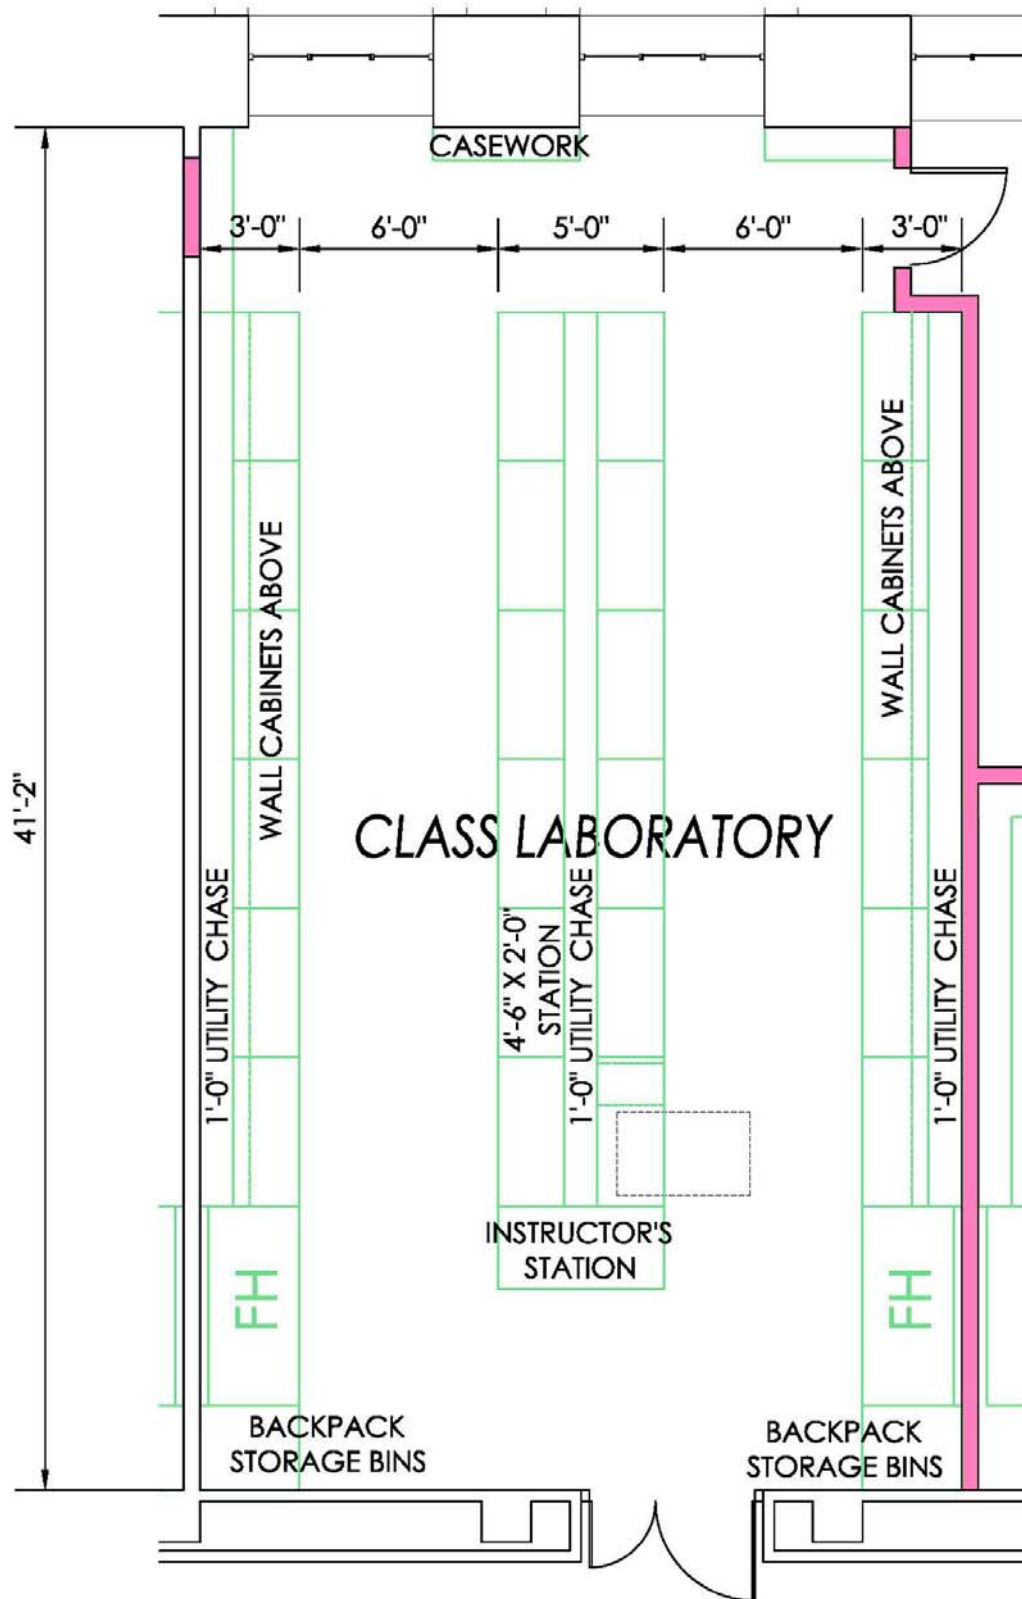 CASEWORK
3'-0"
6'-0"
5'-0"
6'-0"
3'-0"
WALL CABINETS ABOVE
WALL CABINETS ABOVE
41'-2"
CLASS LABORATORY
1'-0" UTILITY CHASE
4'-6" X 2'-0"
STATION
1'-0" UTILITY CHASE
1'-0" UTILITY CHASE
INSTRUCTOR'S
STATION
FH
FH
BACKPACK
STORAGE BINS
BACKPACK
STORAGE BINS